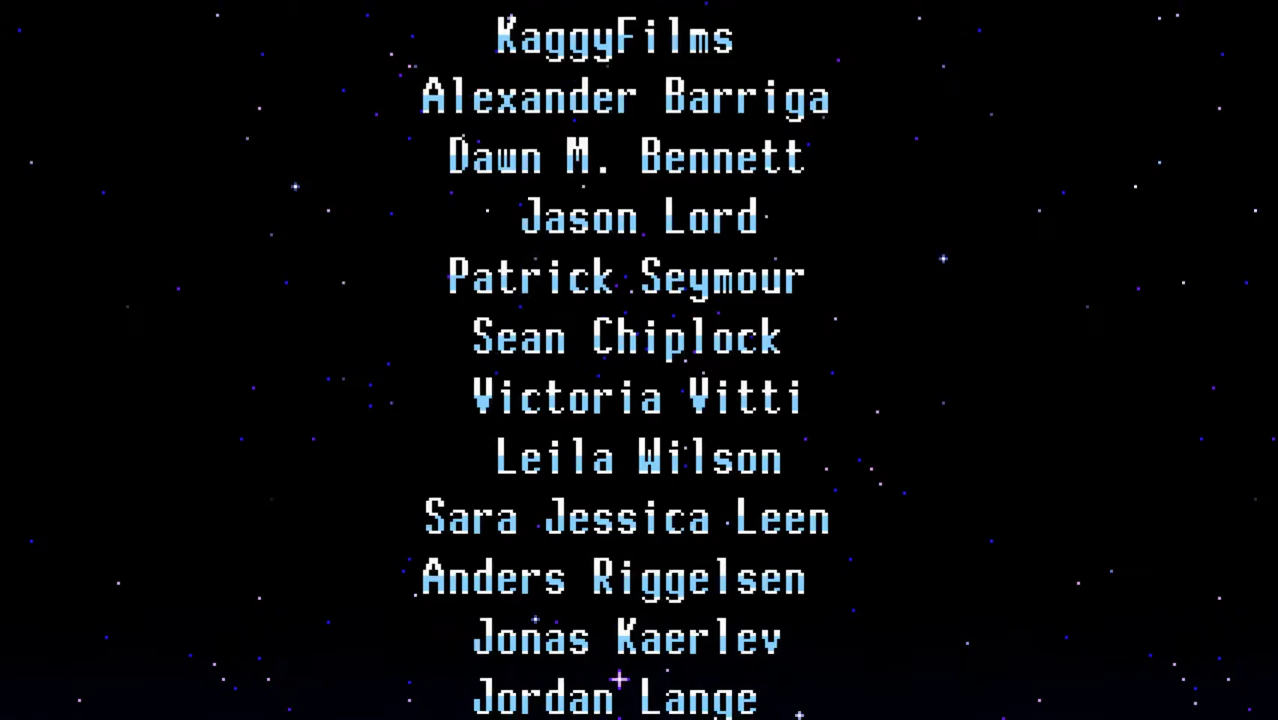 KaggyFilms
Alexander Barriga
Dawn M. Bennett
Jason Lord
Patrick Seymour
Sean Chiplock
Victoria Vitti
Leila Wilson
Sara Jessica Leen
Anders Riggelsen
Jonas Kaerlev
Jordan Lange